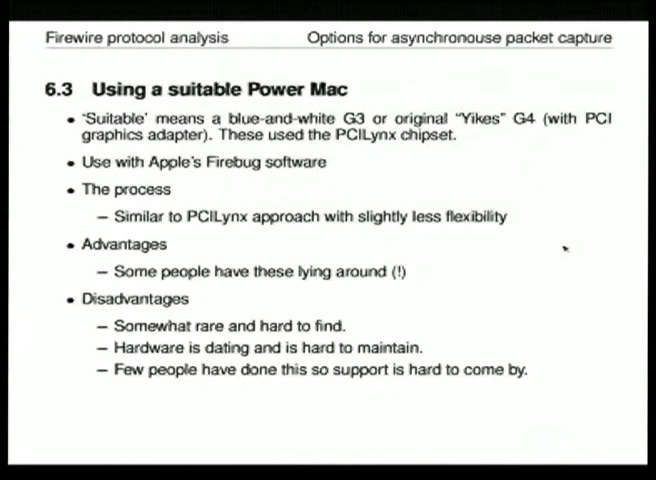 Firewire protocol analysis Options for asynchronouse packet capture
6.3 Using a suitable Power Mac
• 'Suitable' means a blue-and-white G3 or original "Yikes" G4 (with PCI
graphics adapter). These used the PCILynx chipset.
• Use with Apple's Firebug software
• The process
– Similar to PCILynx approach with slightly less flexibility
• Advantages
– Some people have these lying around (!)
• Disadvantages
– Somewhat rare and hard to find.
– Hardware is dating and is hard to maintain.
– Few people have done this so support is hard to come by.